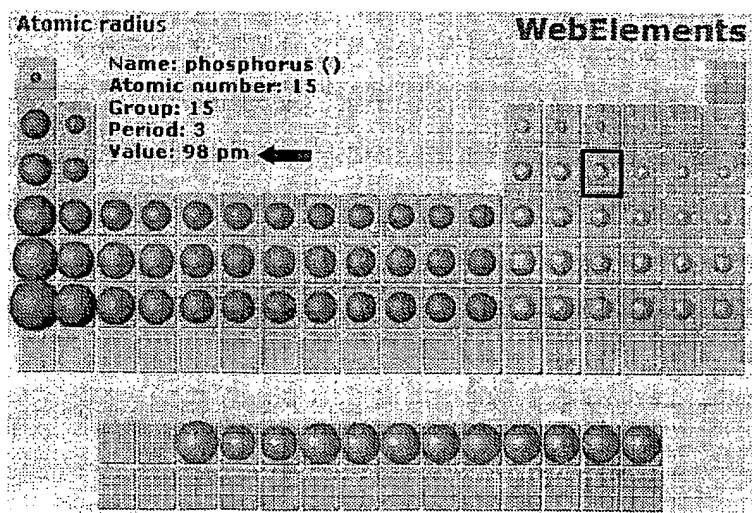 Atomic radius
WebElements
Name: phosphorus ()
Atomic number: 15
Group: 15
Period: 3
Value: 98 pm